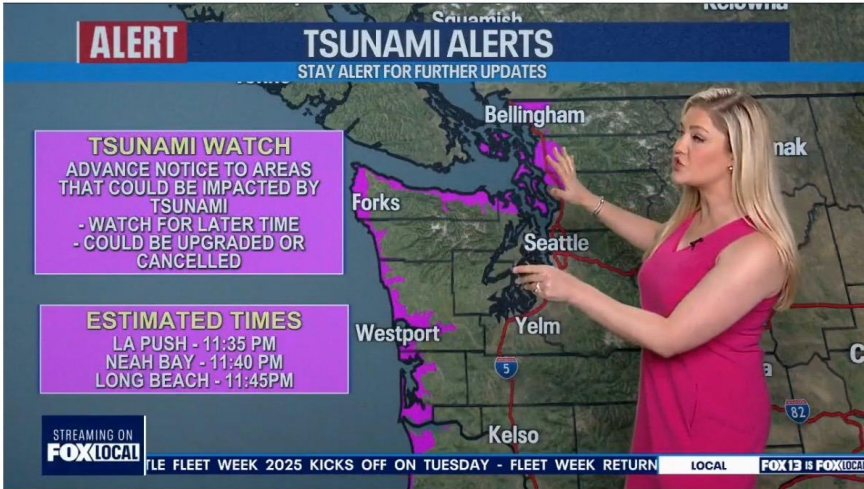 Squamish
Kelowna
ALERT
TSUNAMI ALERTS
STAY ALERT FOR FURTHER UPDATES
Bellingham
TSUNAMI WATCH
ADVANCE NOTICE TO AREAS
THAT COULD BE IMPACTED BY
TSUNAMI
- WATCH FOR LATER TIME
- COULD BE UPGRADED OR
CANCELLED
nak
Forks
Seattle
ESTIMATED TIMES
LA PUSH - 11:35 PM
NEAH BAY - 11:40 PM
LONG BEACH - 11:45PM
Westport
Yelm
5
82
Kelso
STREAMING ON
FOX LOCAL
TLE FLEET WEEK 2025 KICKS OFF ON TUESDAY - FLEET WEEK RETURN
LOCAL
FOX 13 IS FOX LOCAL